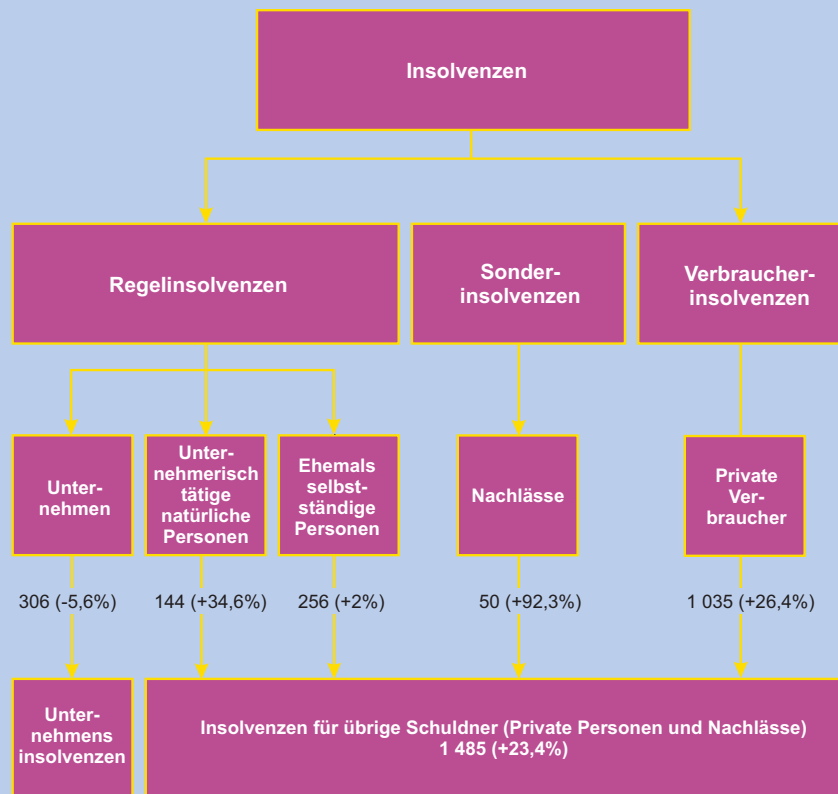 Insolvenzen
Regelinsolvenzen
Sonder-
insolvenzen
Verbraucher-
insolvenzen
Unter-
nehmen
Unter-
nehmerisch
tätige
natürliche
Personen
Ehemals
selbst-
ständige
Personen
Nachlässe
Private
Ver-
braucher
306 (-5,6%)
144 (+34,6%)
256 (+2%)
50 (+92,3%)
1 035 (+26,4%)
Unter-
nehmens
insolvenzen
Insolvenzen für übrige Schuldner (Private Personen und Nachlässe)
1 485 (+23,4%)